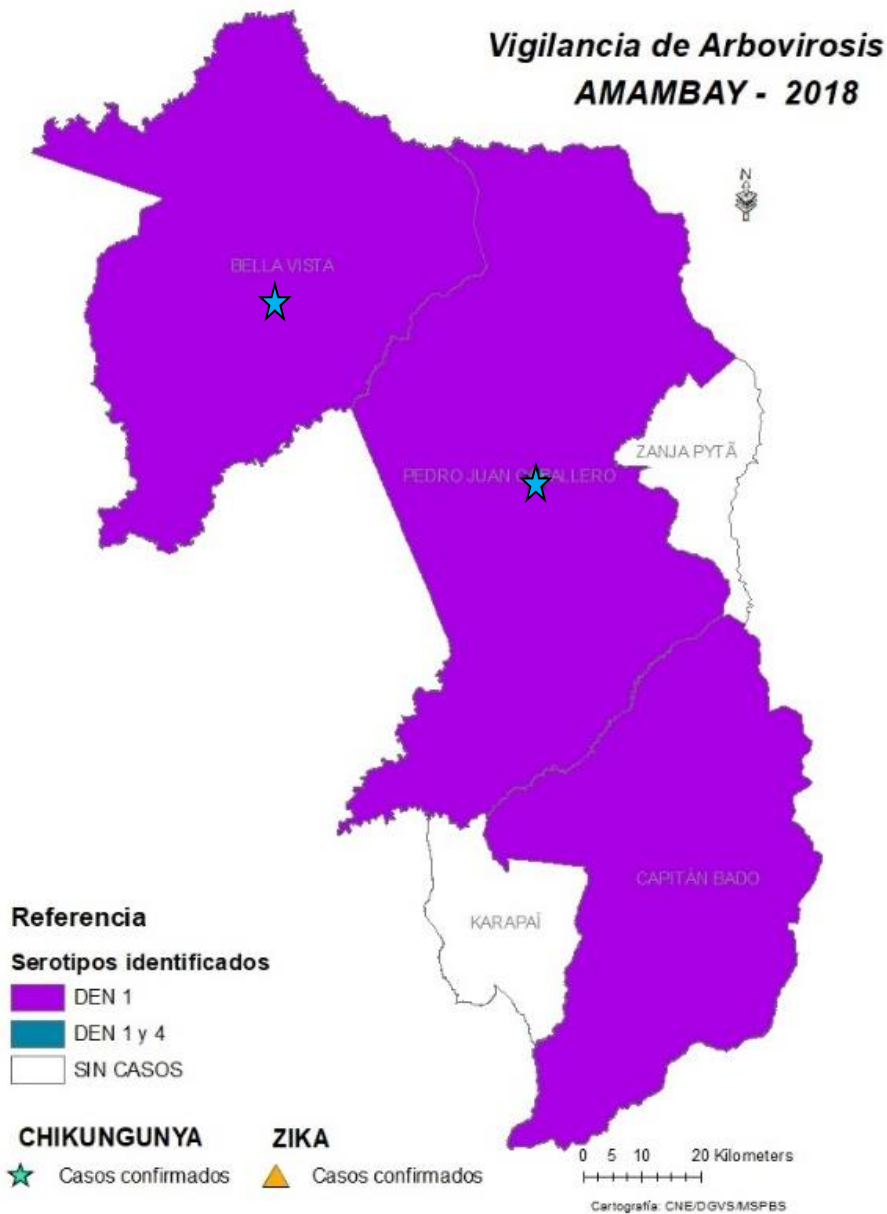 Vigilancia de Arbovirosis
AMAMBAY - 2018
N
BELLA VISTA
ZANJA PYTÃ
PEDRO JUAN CABALLERO
CAPITÁN BADO
KARAPAÍ
Referencia
Serotipos identificados
DEN 1
DEN 1 y 4
SIN CASOS
CHIKUNGUNYA ZIKA
Casos confirmados Casos confirmados
0 5 10 20 Kilometers
Cartografía: CNE/DGVS/MSPBS